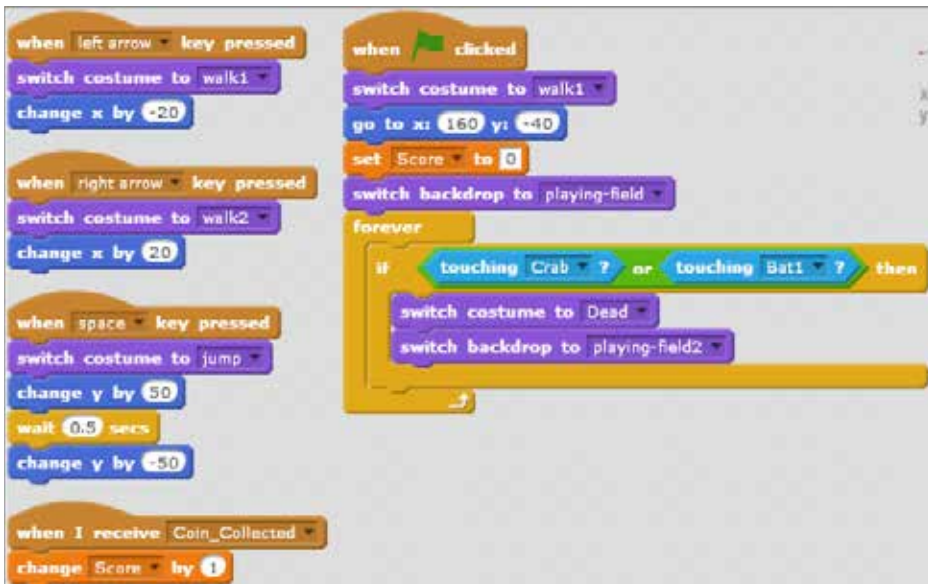 when left arrow key pressed
switch costume to walk1
change x by -20
when right arrow key pressed
switch costume to walk2
change x by 20
when space key pressed
switch costume to jump
change y by 50
wait 0.5 secs
change y by -50
when I receive Coin_Collected
change Score by 1
when clicked
switch costume to walk1
go to x: 160 y: -40
set Score to 0
switch backdrop to playing-field
forever
if touching Crab ? or touching Bat1 ? then
switch costume to Dead
switch backdrop to playing-field2